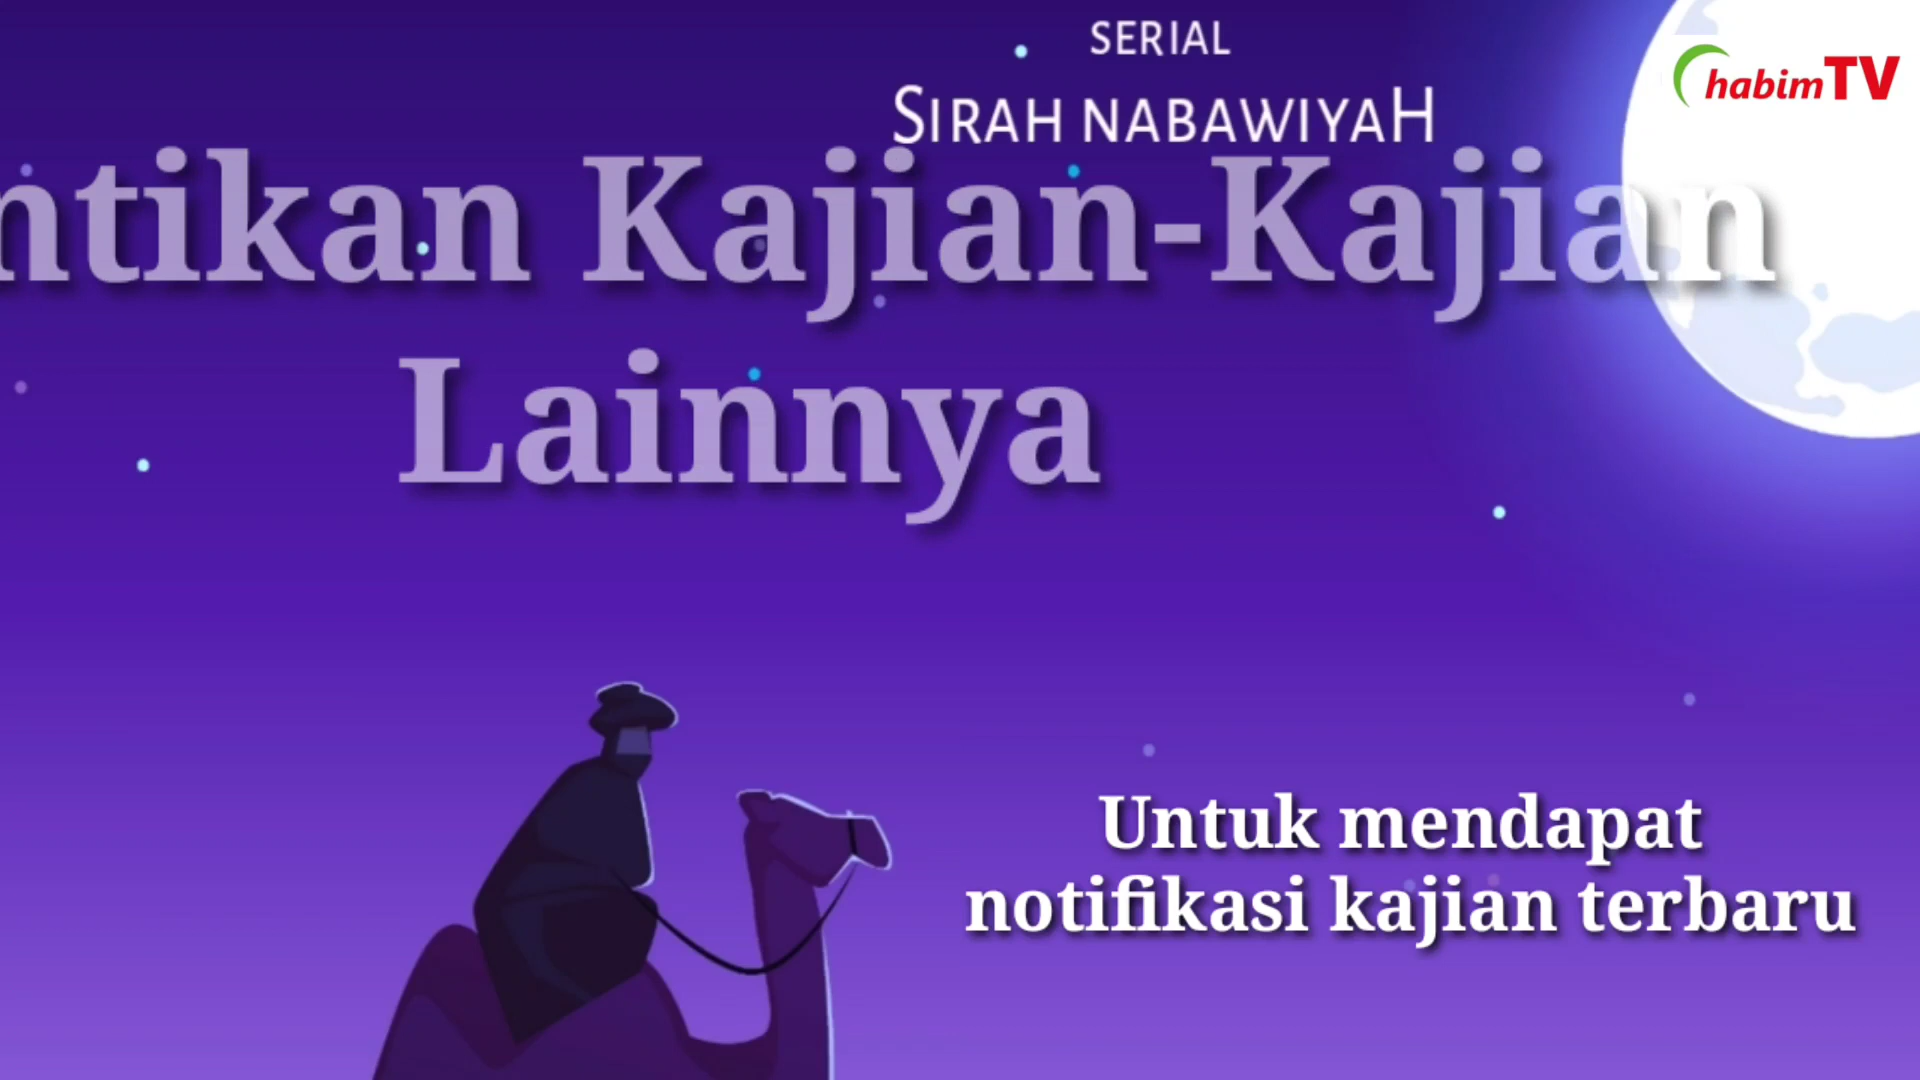 SERIAL
SIRAH NABAWIYAH
habimTV
ntikan Kajian-Kajian
Lainnya
Untuk mendapat
notifikasi kajian terbaru